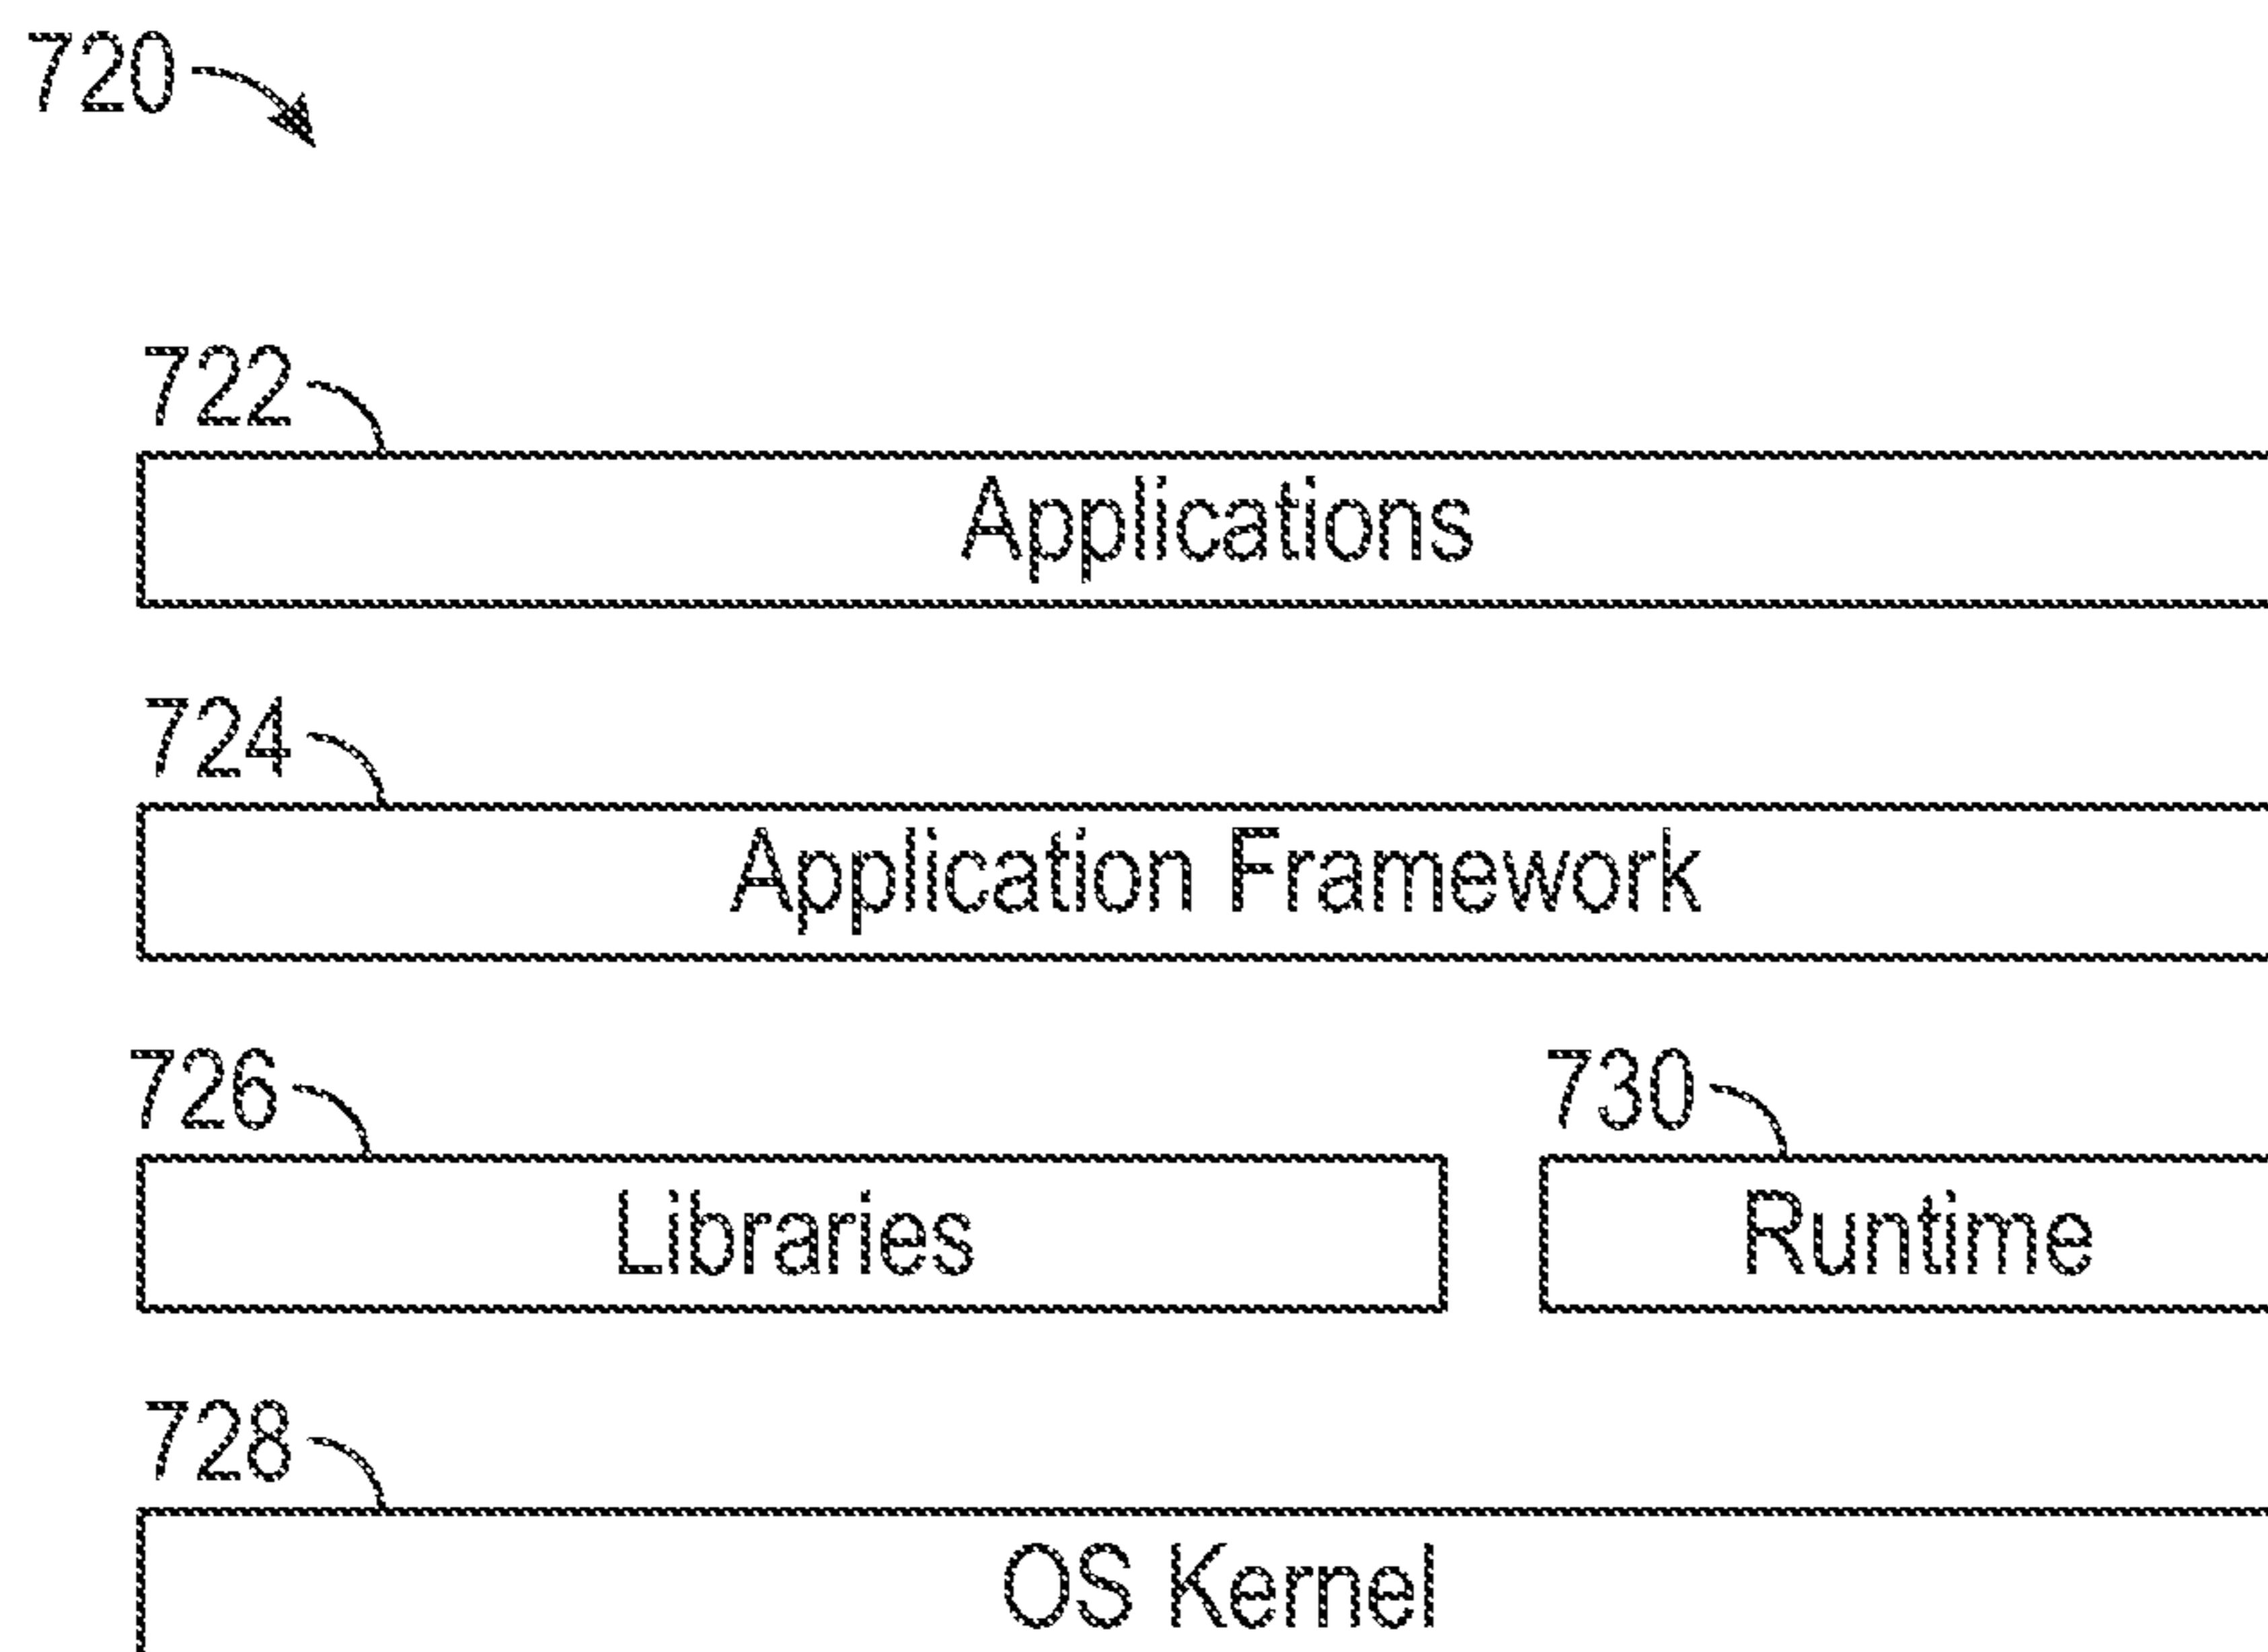 720
722
Applications
724
Application Framework
726 730
Libraries Runtime
728
OS Kernel